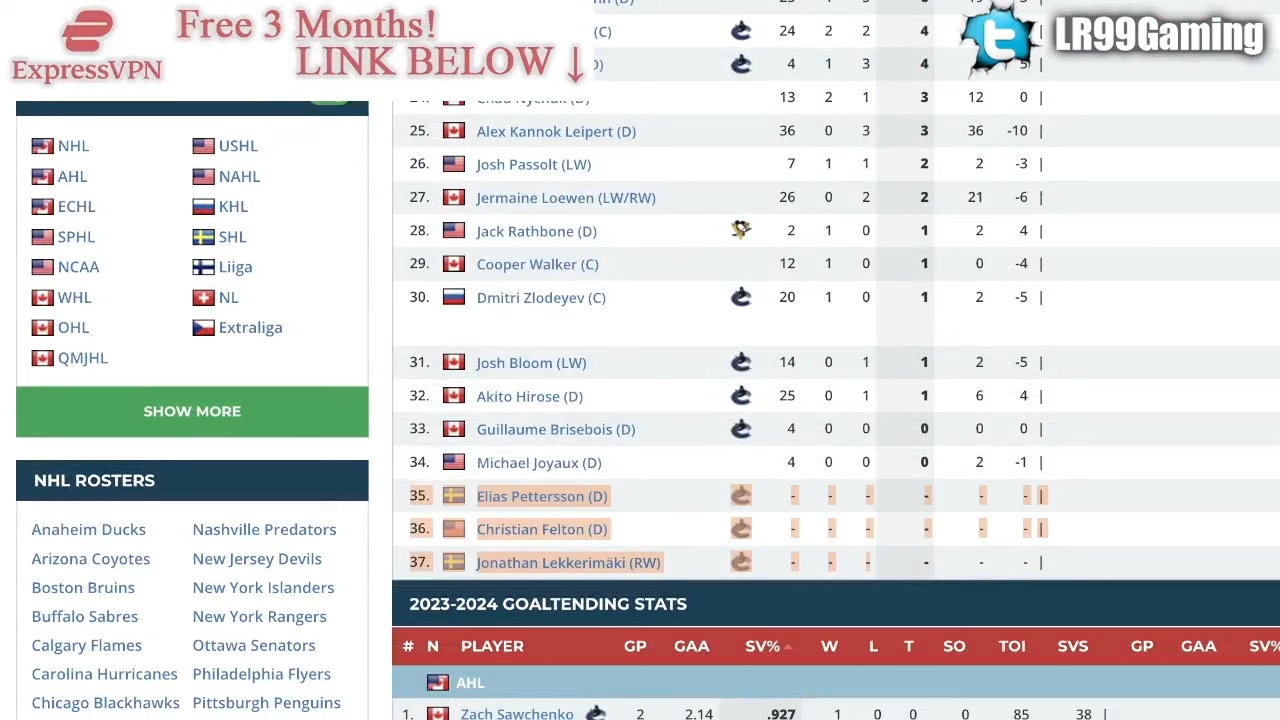 Free 3 Months!
LINK BELOW ↓
ExpressVPN
LR99Gaming
NHL USHL
AHL NAHL
ECHL KHL
SPHL SHL
NCAA Liiga
WHL NL
OHL Extraliga
QMJHL
SHOW MORE
NHL ROSTERS
Anaheim Ducks Nashville Predators
Arizona Coyotes New Jersey Devils
Boston Bruins New York Islanders
Buffalo Sabres New York Rangers
Calgary Flames Ottawa Senators
Carolina Hurricanes Philadelphia Flyers
Chicago Blackhawks Pittsburgh Penguins
(C) 24 2 2 4
4 1 3 4 5
13 2 1 3 12 0 |
25. Alex Kannok Leipert (D) 36 0 3 3 36 -10 |
26. Josh Passolt (LW) 7 1 1 2 2 -3 |
27. Jermaine Loewen (LW/RW) 26 0 2 2 21 -6 |
28. Jack Rathbone (D) 2 1 0 1 2 4 |
29. Cooper Walker (C) 12 1 0 1 0 -4 |
30. Dmitri Zlodeyev (C) 20 1 0 1 2 -5 |
31. Josh Bloom (LW) 14 0 1 1 2 -5 |
32. Akito Hirose (D) 25 0 1 1 6 4 |
33. Guillaume Brisebois (D) 4 0 0 0 0 0 |
34. Michael Joyaux (D) 4 0 0 0 2 -1 |
35. Elias Pettersson (D) - - - - - - |
36. Christian Felton (D) - - - - - - |
37. Jonathan Lekkerimäki (RW) - - - - - - |
2023-2024 GOALTENDING STATS
# N PLAYER GP GAA SV% W L T SO TOI SVS GP GAA SV%
AHL
1. Zach Sawchenko 2 2.14 .927 1 0 0 0 85 38 |